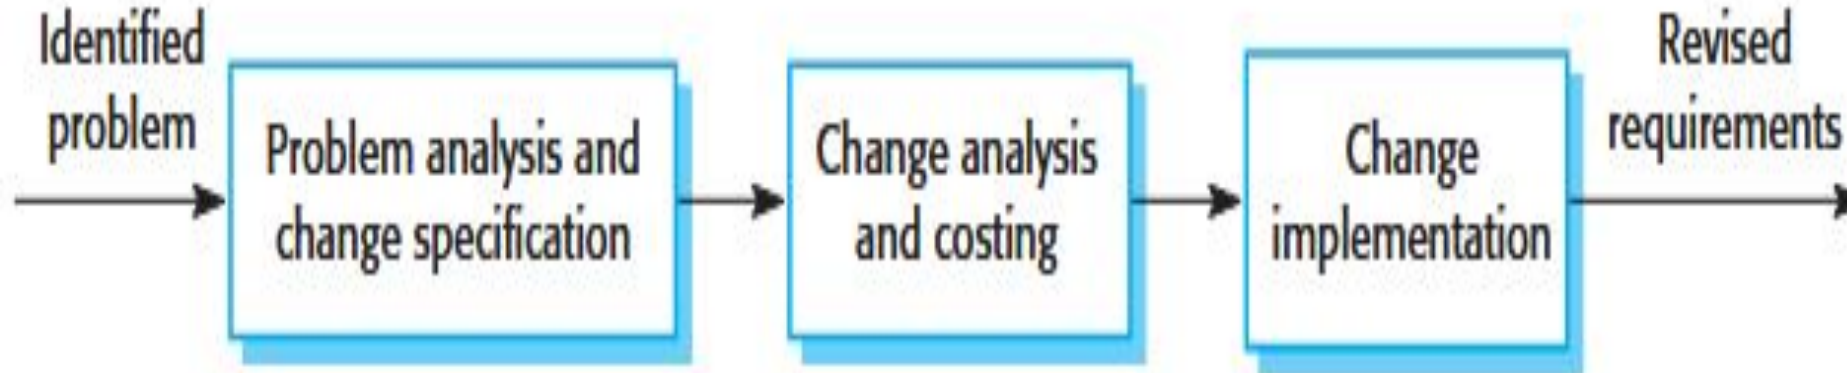 Identified
problem
Problem analysis and
change specification
Change analysis
and costing
Change
implementation
Revised
requirements